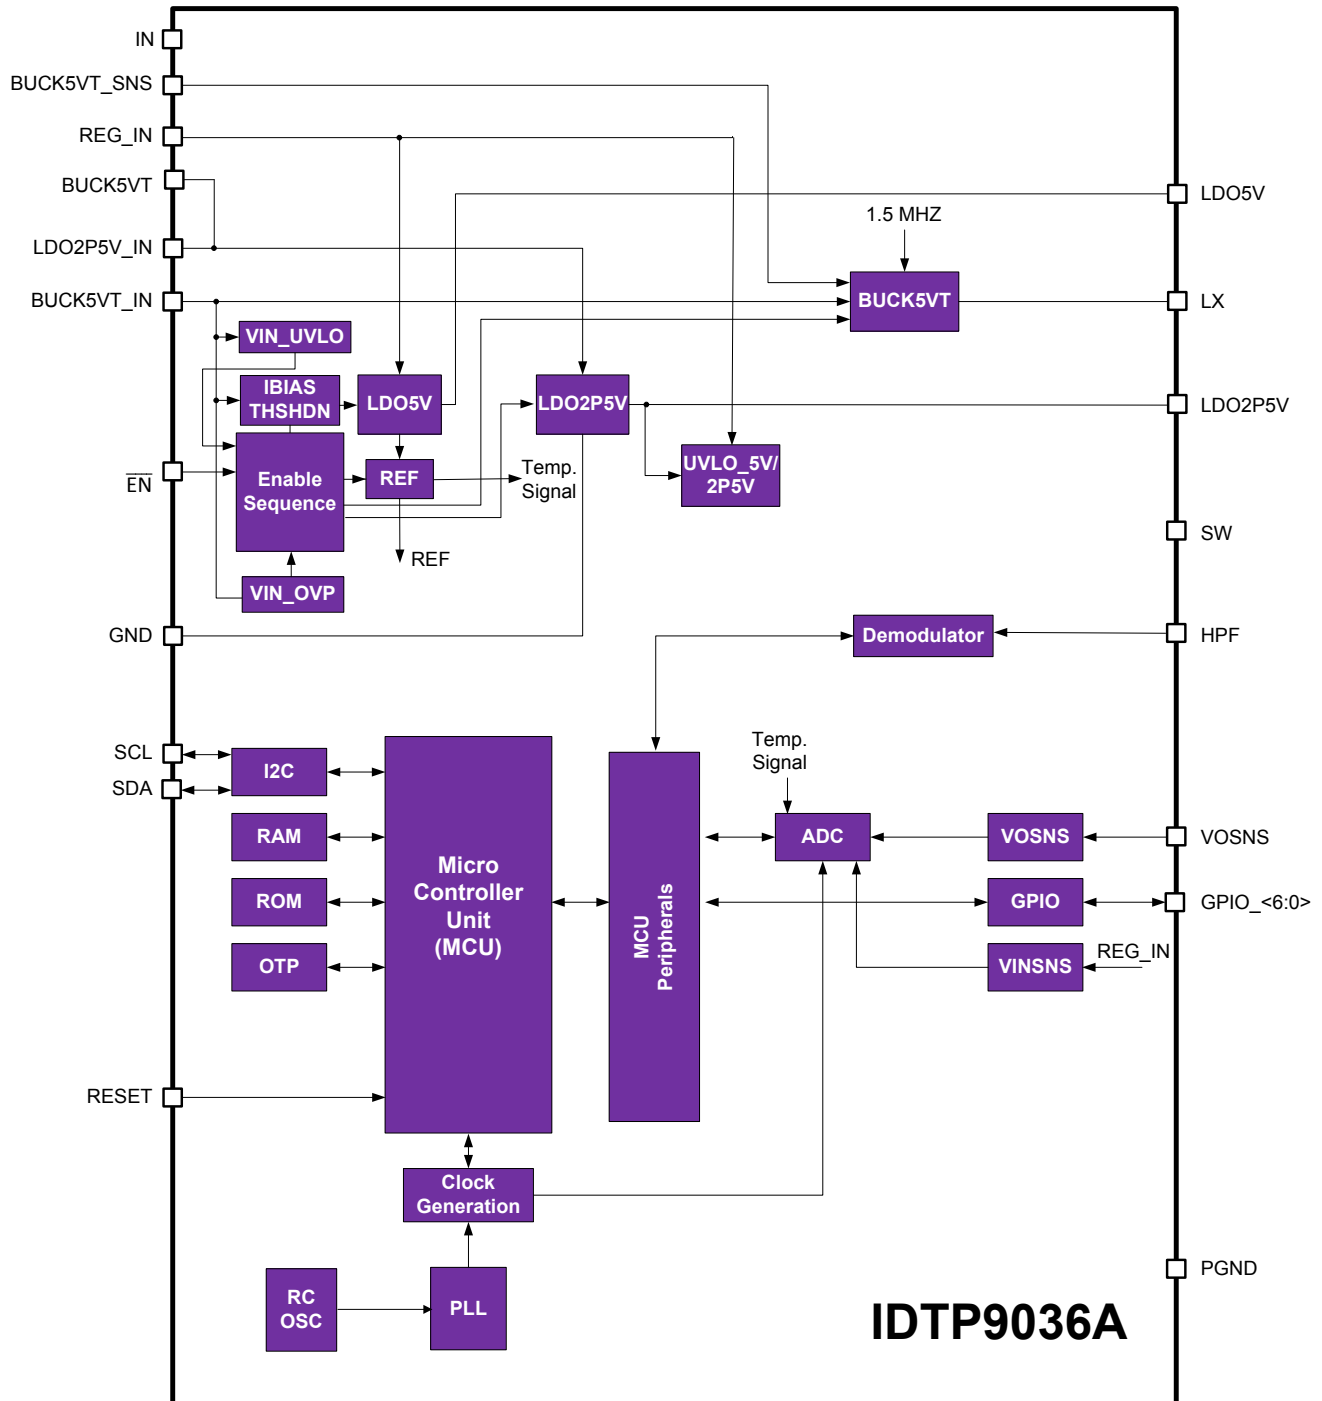 IN
BUCK5VT_SNS
REG_IN
BUCK5VT
LDO5V
1.5 MHZ
LDO2P5V_IN
BUCK5VT_IN
BUCK5VT
LX
VIN_UVLO
IBIAS
THSHDN
LDO5V
LDO2P5V
LDO2P5V
EN
Enable
Sequence
REF
Temp.
Signal
UVLO_5V/
2P5V
SW
REF
VIN_OVP
GND
Demodulator
HPF
SCL
SDA
I2C
Temp.
Signal
RAM
ADC
VOSNS
VOSNS
Micro
Controller
Unit
(MCU)
MCU
Peripherals
ROM
GPIO
GPIO_<6:0>
OTP
VINSNS
REG_IN
RESET
Clock
Generation
PGND
RC
OSC
PLL
IDTP9036A